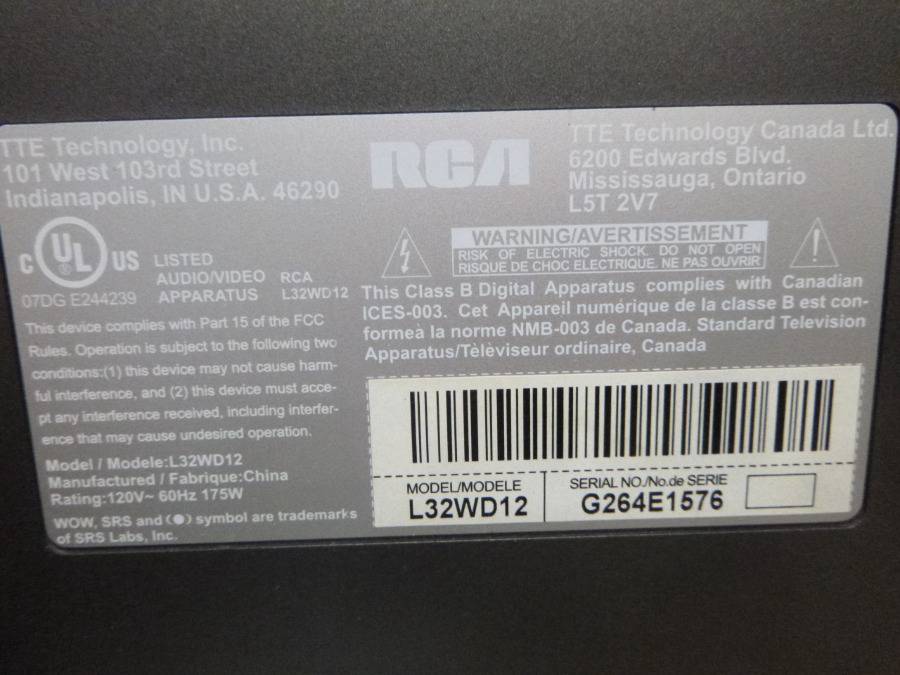 TTE Technology, Inc.
101 West 103rd Street
Indianapolis, IN U.S.A. 46290
RCA
TTE Technology Canada Ltd.
6200 Edwards Blvd.
Mississauga, Ontario
L5T 2V7
C UL ® US
LISTED
AUDIO/VIDEO
APPARATUS
RCA
L32WD12
07DG E244239
WARNING/AVERTISSEMENT
RISK OF ELECTRIC SHOCK. DO NOT OPEN
RISQUE DE CHOC ELECTRIQUE. NE PAS OUVRIR
!
This device complies with Part 15 of the FCC
Rules. Operation is subject to the following two
conditions:(1) this device may not cause harm-
ful interference, and (2) this device must acce-
pt any interference received, including interfer-
ence that may cause undesired operation.
This Class B Digital Apparatus complies with Canadian
ICES-003. Cet Appareil numérique de la classe B est con-
formeà la norme NMB-003 de Canada. Standard Television
Apparatus/Tèlèviseur ordinaire, Canada
Model / Modele:L32WD12
Manufactured / Fabrique:China
Rating:120V~ 60Hz 175W
WOW, SRS and (●) symbol are trademarks
of SRS Labs, Inc.
MODEL/MODELE
L32WD12
SERIAL NO./No.de SERIE
G264E1576